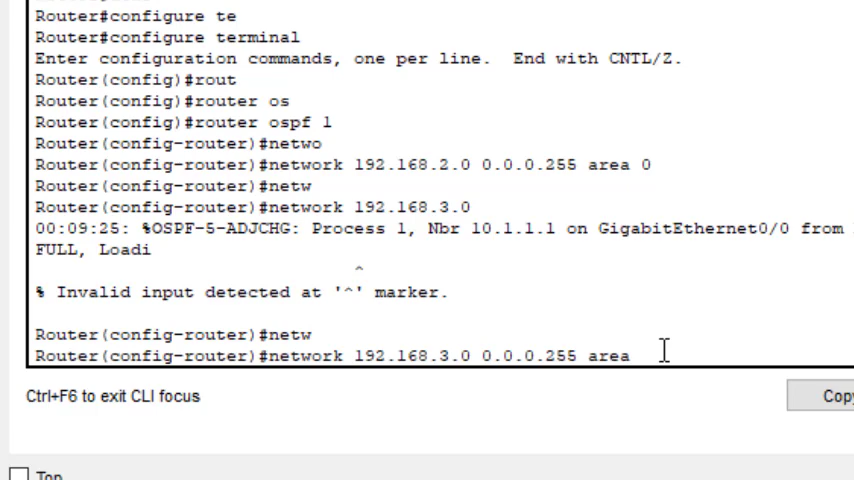 Router#configure te
Router#configure terminal
Enter configuration commands, one per line.  End with CNTL/Z.
Router(config)#rout
Router(config)#router os
Router(config)#router ospf 1
Router(config-router)#netwo
Router(config-router)#network 192.168.2.0 0.0.0.255 area 0
Router(config-router)#netw
Router(config-router)#network 192.168.3.0
00:09:25: %OSPF-5-ADJCHG: Process 1, Nbr 10.1.1.1 on GigabitEthernet0/0 from
FULL, Loadi
^
% Invalid input detected at '^' marker.
Router(config-router)#netw
Router(config-router)#network 192.168.3.0 0.0.0.255 area
Ctrl+F6 to exit CLI focus
Copy
Top